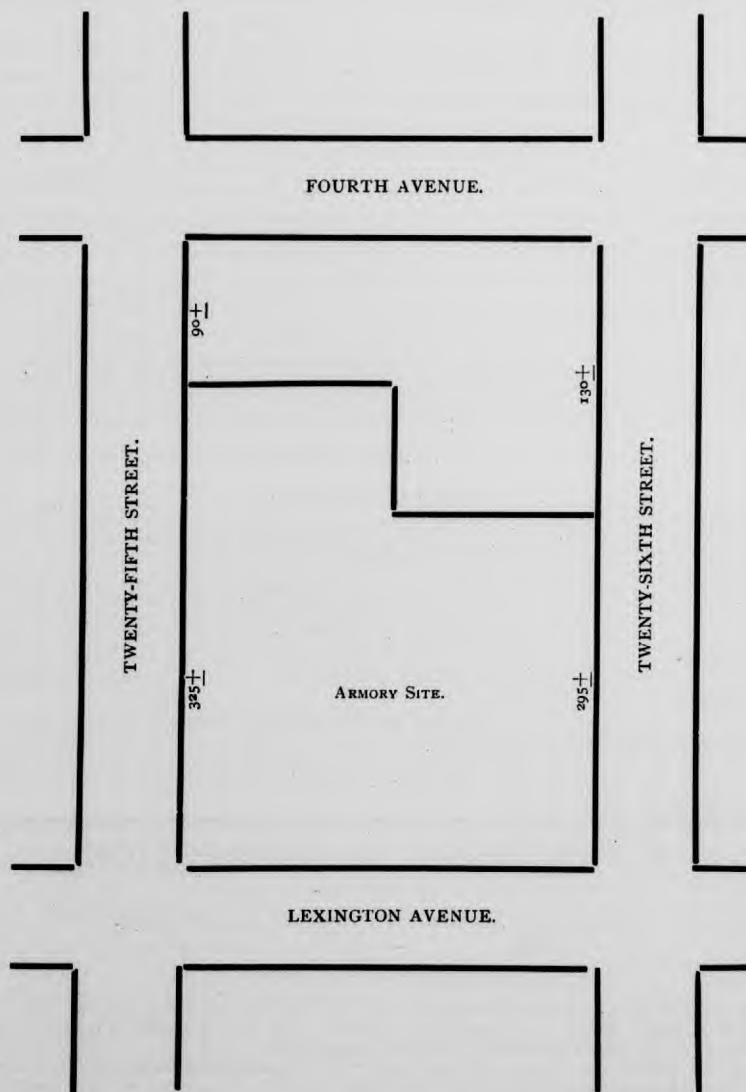 FOURTH AVENUE.
90±
130±
TWENTY-FIFTH STREET.
TWENTY-SIXTH STREET.
325±
ARMORY SITE.
295±
LEXINGTON AVENUE.